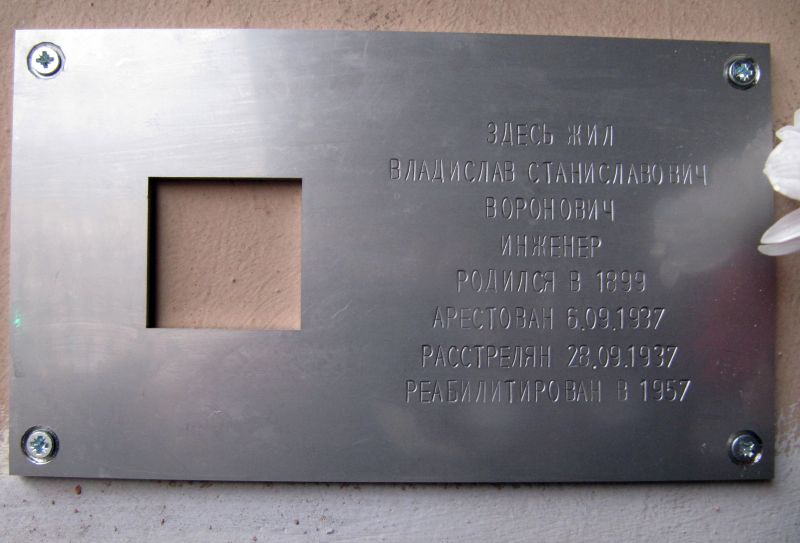 ЗДЕСЬ ЖИЛ
ВЛАДИСЛАВ СТАНИСЛАВОВИЧ
ВОРОНОВИЧ
ИНЖЕНЕР
РОДИЛСЯ В 1899
АРЕСТОВАН 6.09.1937
РАССТРЕЛЯН 28.09.1937
РЕАБИЛИТИРОВАН В 1957